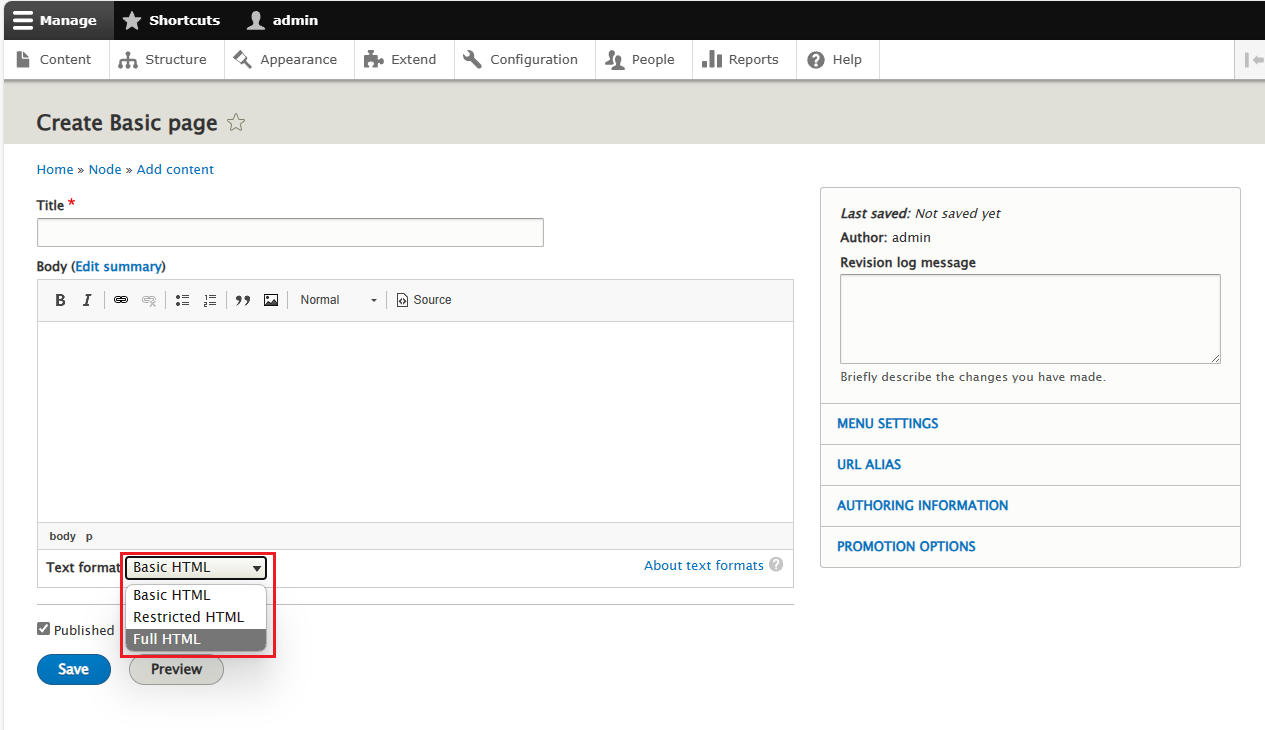 Manage Shortcuts admin
Content Structure Appearance Extend Configuration People Reports Help
Create Basic page
Home » Node » Add content
Title *
Body (Edit summary)
B I Normal Source
body p
Text format Basic HTML About text formats ?
Basic HTML
Restricted HTML
Full HTML
Published
Save Preview
Last saved: Not saved yet
Author: admin
Revision log message
Briefly describe the changes you have made.
MENU SETTINGS
URL ALIAS
AUTHORING INFORMATION
PROMOTION OPTIONS